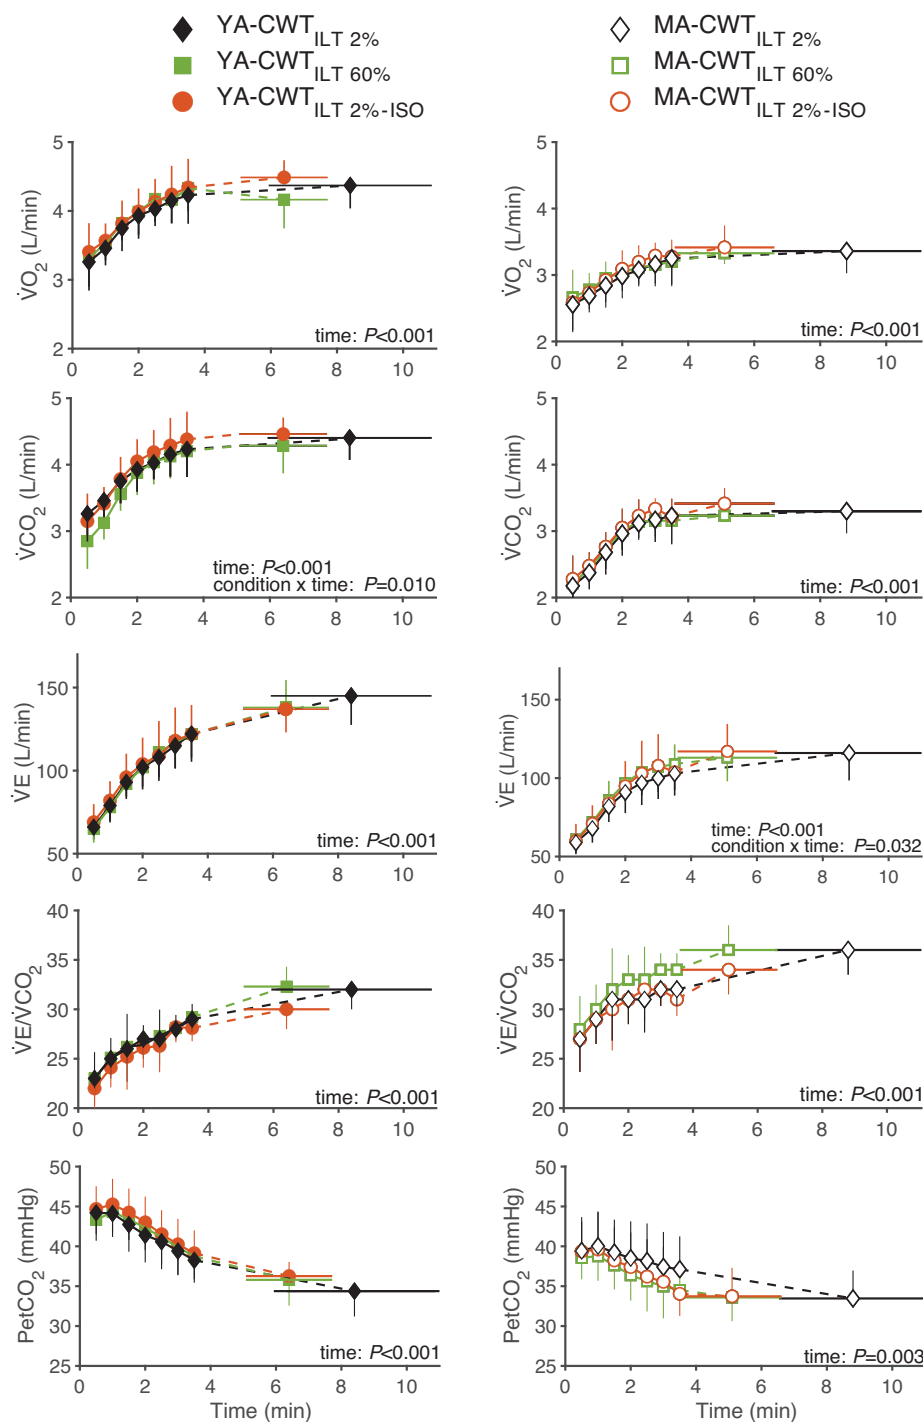 YA-CWT ILT 2%
YA-CWT ILT 60%
YA-CWT ILT 2%-ISO
MA-CWT ILT 2%
MA-CWT ILT 60%
MA-CWT ILT 2%-ISO
5
4
3
2
V̇O2 (L/min)
time: P<0.001
0 2 4 6 8 10
5
4
3
2
V̇O2 (L/min)
time: P<0.001
0 2 4 6 8 10
5
4
3
2
V̇CO2 (L/min)
time: P<0.001
condition x time: P=0.010
0 2 4 6 8 10
5
4
3
2
V̇CO2 (L/min)
time: P<0.001
0 2 4 6 8 10
150
100
50
V̇E (L/min)
time: P<0.001
0 2 4 6 8 10
150
100
50
V̇E (L/min)
time: P<0.001
condition x time: P=0.032
0 2 4 6 8 10
40
35
30
25
20
V̇E/V̇CO2
time: P<0.001
0 2 4 6 8 10
40
35
30
25
20
V̇E/V̇CO2
time: P<0.001
0 2 4 6 8 10
50
45
40
35
30
25
PetCO2 (mmHg)
time: P<0.001
0 2 4 6 8 10
Time (min)
50
45
40
35
30
25
PetCO2 (mmHg)
time: P=0.003
0 2 4 6 8 10
Time (min)